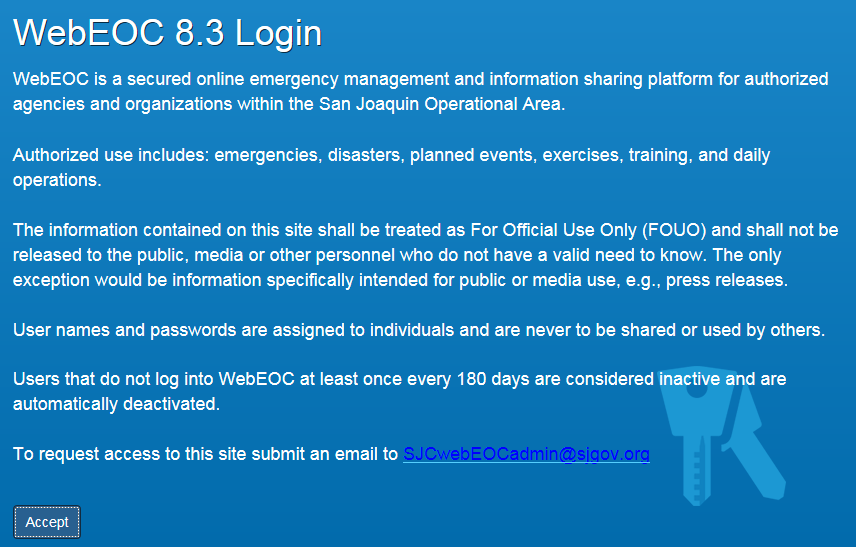 WebEOC 8.3 Login
WebEOC is a secured online emergency management and information sharing platform for authorized
agencies and organizations within the San Joaquin Operational Area.
Authorized use includes: emergencies, disasters, planned events, exercises, training, and daily
operations.
The information contained on this site shall be treated as For Official Use Only (FOUO) and shall not be
released to the public, media or other personnel who do not have a valid need to know. The only
exception would be information specifically intended for public or media use, e.g., press releases.
User names and passwords are assigned to individuals and are never to be shared or used by others.
Users that do not log into WebEOC at least once every 180 days are considered inactive and are
automatically deactivated.
To request access to this site submit an email to SJCwebEOCadmin@sjgov.org
Accept